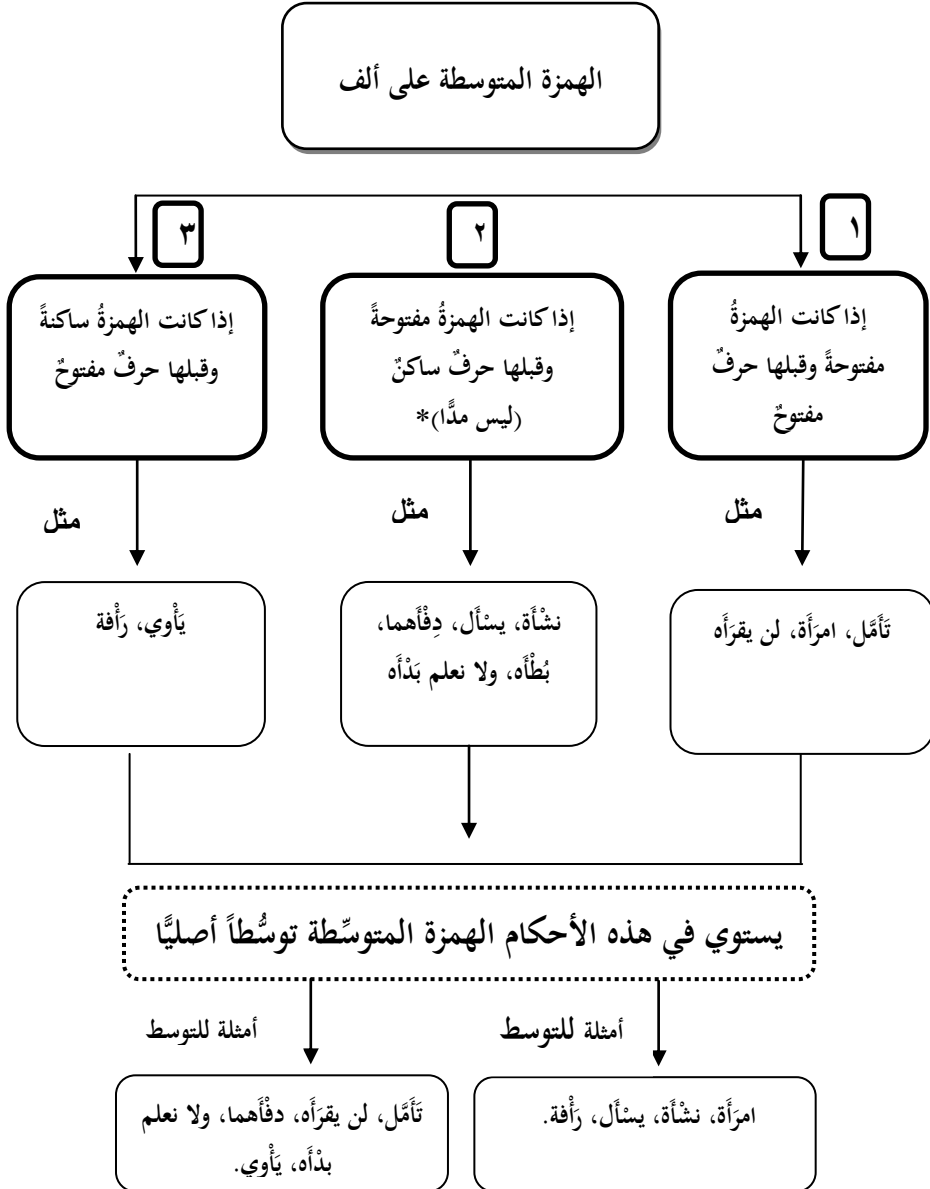 الهمزة المتوسطة على ألف
١
٢
٣
إذا كانت الهمزةُ
مفتوحةً وقبلها حرفٌ
مفتوحٌ
إذا كانت الهمزةُ مفتوحةً
وقبلها حرفٌ ساكنٌ
(ليس مدًّا)*
إذا كانت الهمزةُ ساكنةً
وقبلها حرفٌ مفتوحٌ
مثل
مثل
مثل
تَأَمَّل، امرَأَة، لن يقرَأَه
نشْأَة، يسْأَل، دِفْأَهما،
بُطْأَه، ولا نعلم بَدْأَه
يَأْوي، رَأْفة
يستوي في هذه الأحكام الهمزة المتوسِّطة توسُّطاً أصليًّا
أمثلة للتوسط
أمثلة للتوسط
امرَأَة، نشْأَة، يسْأَل، رَأْفة.
تَأَمَّل، لن يقرَأَه، دفْأَهما، ولا نعلم
بدْأَه، يَأْوي.